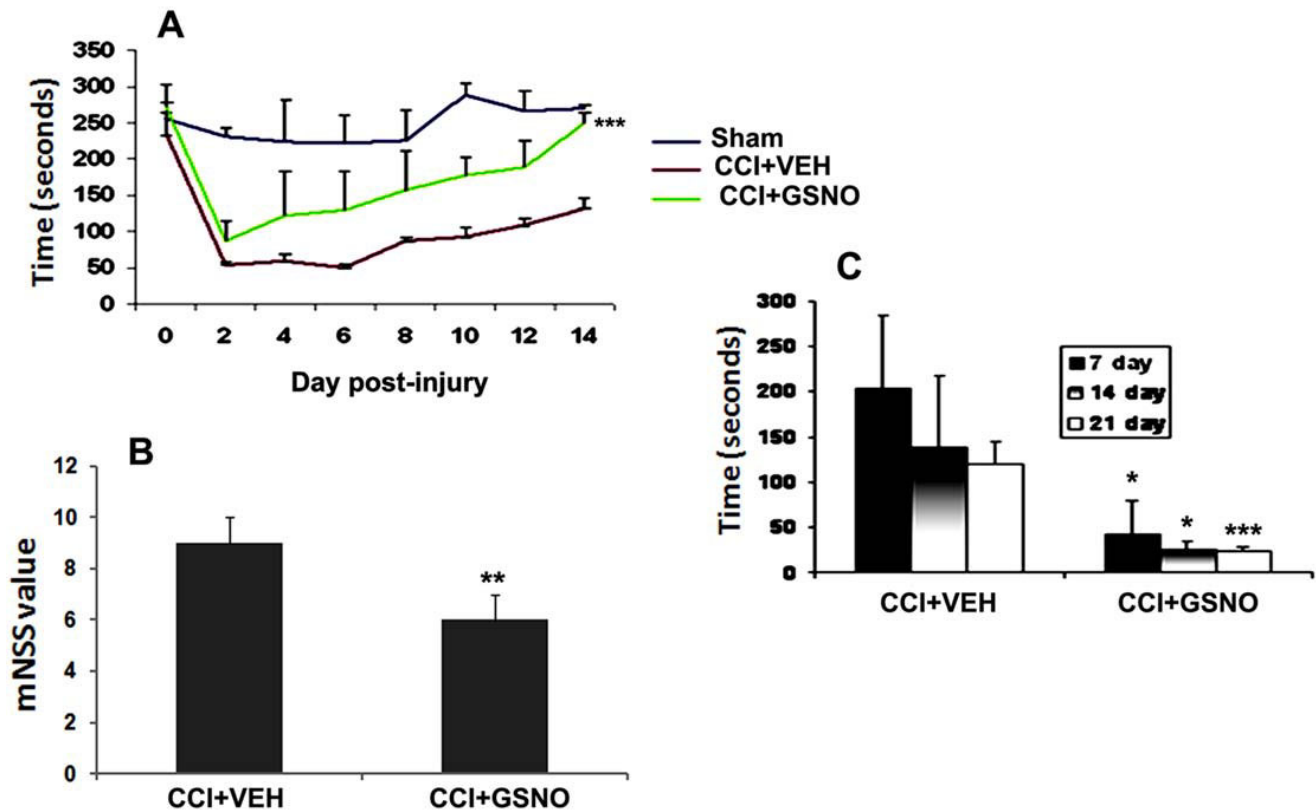 A
350
300
250
200
150
100
50
0
Time (seconds)
0 2 4 6 8 10 12 14
Day post-injury
***
Sham
CCI+VEH
CCI+GSNO
B
12
10
8
6
4
2
0
mNSS value
**
CCI+VEH CCI+GSNO
C
300
250
200
150
100
50
0
Time (seconds)
7 day
14 day
21 day
* * ***
CCI+VEH CCI+GSNO